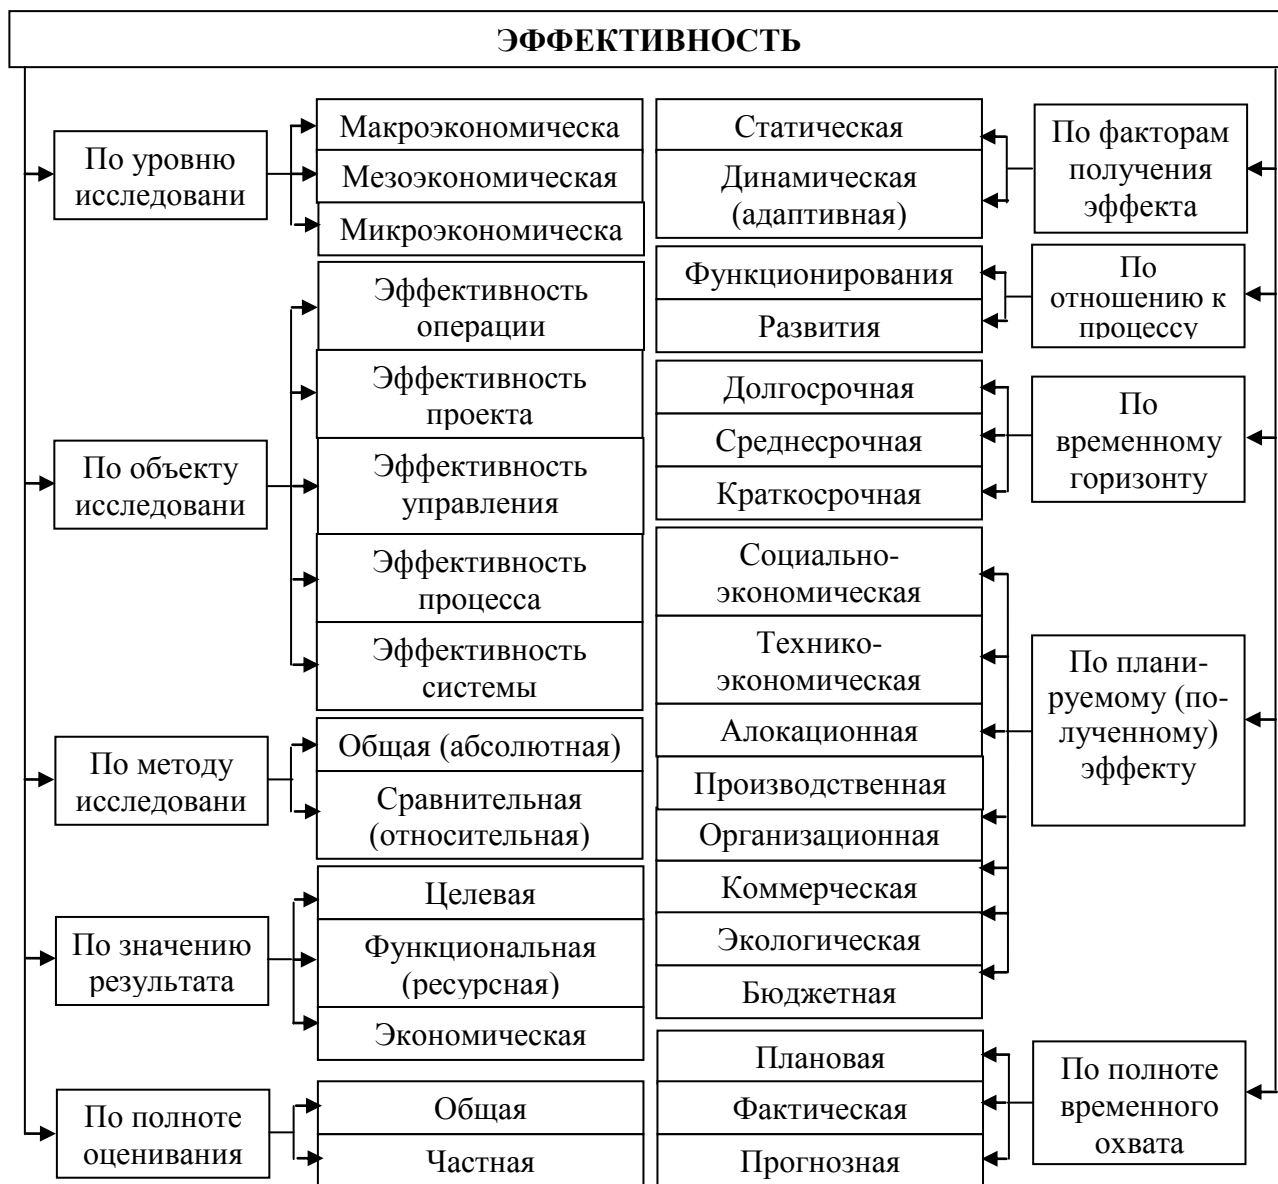 ЭФФЕКТИВНОСТЬ
По уровню
исследовани
Макроэкономическа
Мезоэкономическая
Микроэкономическа
По объекту
исследовани
Эффективность
операции
Эффективность
проекта
Эффективность
управления
Эффективность
процесса
Эффективность
системы
По методу
исследовани
Общая (абсолютная)
Сравнительная
(относительная)
По значению
результата
Целевая
Функциональная
(ресурсная)
Экономическая
По полноте
оценивания
Общая
Частная
Статическая
Динамическая
(адаптивная)
По факторам
получения
эффекта
Функционирования
Развития
По
отношению к
процессу
Долгосрочная
Среднесрочная
Краткосрочная
По
временному
горизонту
Социально-
экономическая
Технико-
экономическая
Алокационная
Производственная
Организационная
Коммерческая
Экологическая
Бюджетная
По плани-
руемому (по-
лученному)
эффекту
Плановая
Фактическая
Прогнозная
По полноте
временного
охвата